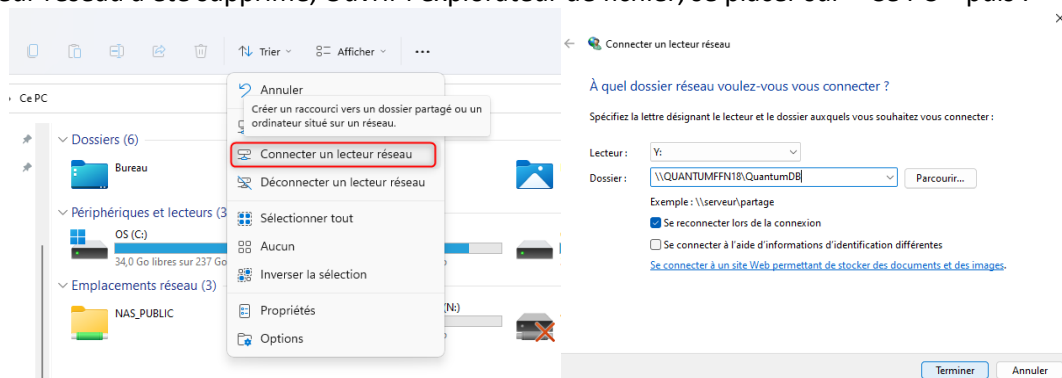 Trier
Afficher
Ce PC
Annuler
Créer un raccourci vers un dossier partagé ou un
ordinateur situé sur un réseau.
Connecter un lecteur réseau
Déconnecter un lecteur réseau
Sélectionner tout
Aucun
Inverser la sélection
Propriétés
Options
Dossiers (6)
Bureau
Périphériques et lecteurs (3
OS (C:)
34,0 Go libres sur 237 Go
Emplacements réseau (3)
NAS_PUBLIC
(N:)
Connecter un lecteur réseau
À quel dossier réseau voulez-vous vous connecter ?
Spécifiez la lettre désignant le lecteur et le dossier auxquels vous souhaitez vous connecter :
Lecteur : Y:
Dossier : \\QUANTUMFFN18\QuantumDB Parcourir...
Exemple : \\serveur\partage
Se reconnecter lors de la connexion
Se connecter à l'aide d'informations d'identification différentes
Se connecter à un site Web permettant de stocker des documents et des images.
Terminer Annuler